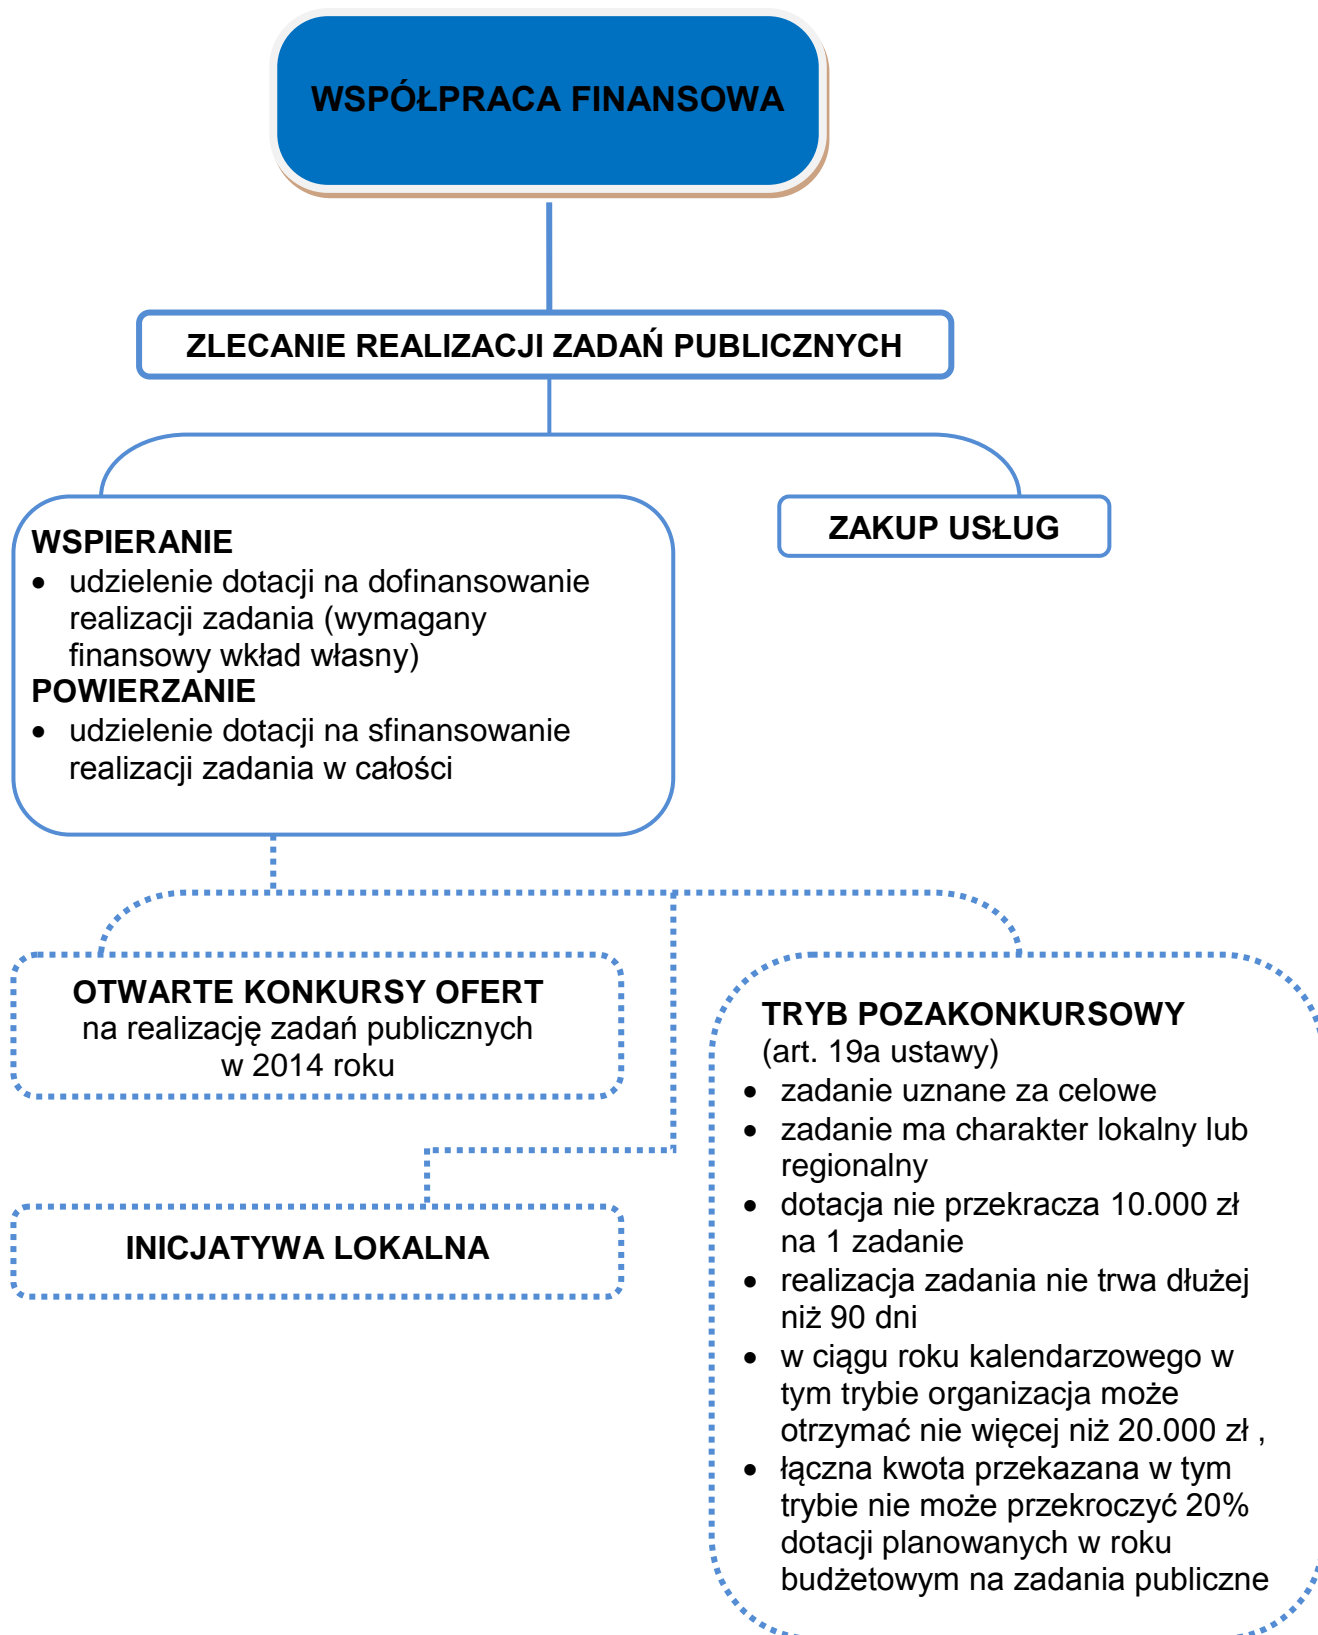 WSPÓŁPRACA FINANSOWA
ZLECANIE REALIZACJI ZADAŃ PUBLICZNYCH
WSPIERANIE
• udzielenie dotacji na dofinansowanie
realizacji zadania (wymagany
finansowy wkład własny)
POWIERZANIE
• udzielenie dotacji na sfinansowanie
realizacji zadania w całości
ZAKUP USŁUG
OTWARTE KONKURSY OFERT
na realizację zadań publicznych
w 2014 roku
INICJATYWA LOKALNA
TRYB POZAKONKURSOWY
(art. 19a ustawy)
• zadanie uznane za celowe
• zadanie ma charakter lokalny lub
regionalny
• dotacja nie przekracza 10.000 zł
na 1 zadanie
• realizacja zadania nie trwa dłużej
niż 90 dni
• w ciągu roku kalendarzowego w
tym trybie organizacja może
otrzymać nie więcej niż 20.000 zł ,
• łączna kwota przekazana w tym
trybie nie może przekroczyć 20%
dotacji planowanych w roku
budżetowym na zadania publiczne